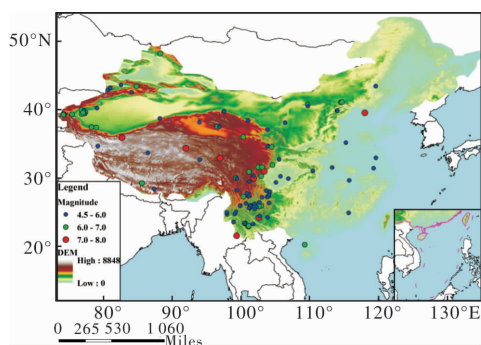 50°N
40°
30°
20°
Legend
Magnitude
4.5 - 6.0
6.0 - 7.0
7.0 - 8.0
DEM
High : 8848
Low : 0
80° 90° 100° 110° 120° 130°E
0 265 530 1 060
Miles